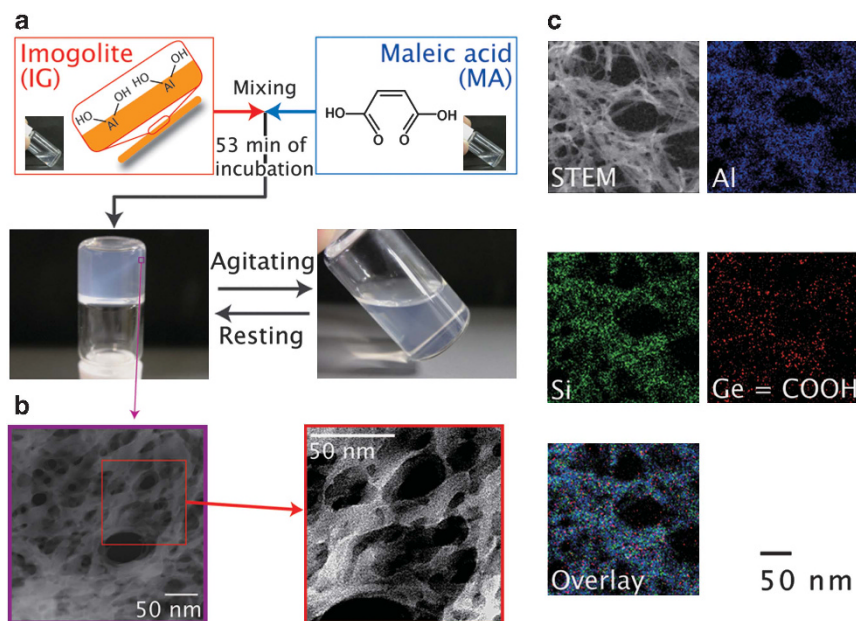 a
Imogolite
(IG)
HO
OH
Al
HO
OH
Al
Mixing
53 min of
incubation
Maleic acid
(MA)
HO
O
O
OH
Agitating
Resting
b
50 nm
50 nm
c
STEM
Al
Si
Ge = COOH
Overlay
50 nm